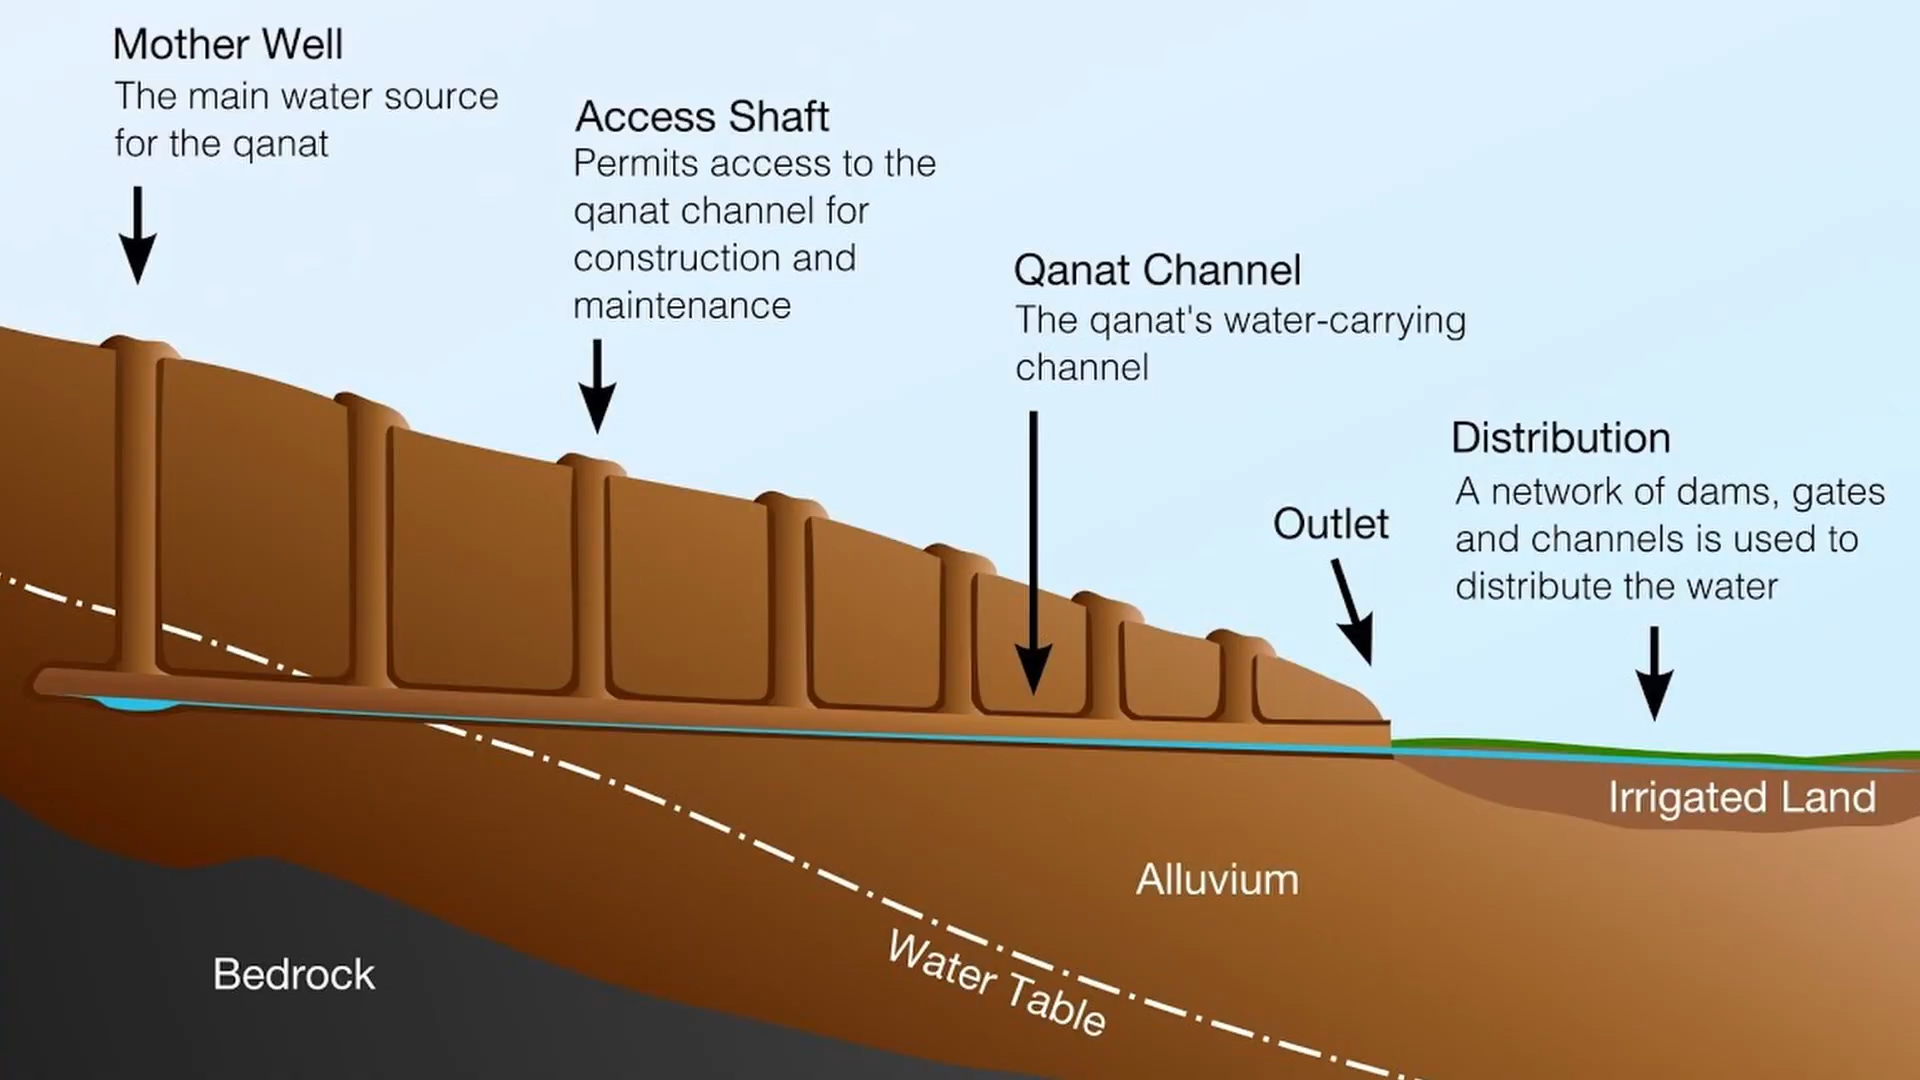 Mother Well
The main water source
for the qanat
Access Shaft
Permits access to the
qanat channel for
construction and
maintenance
Qanat Channel
The qanat's water-carrying
channel
Outlet
Distribution
A network of dams, gates
and channels is used to
distribute the water
Irrigated Land
Alluvium
Water Table
Bedrock